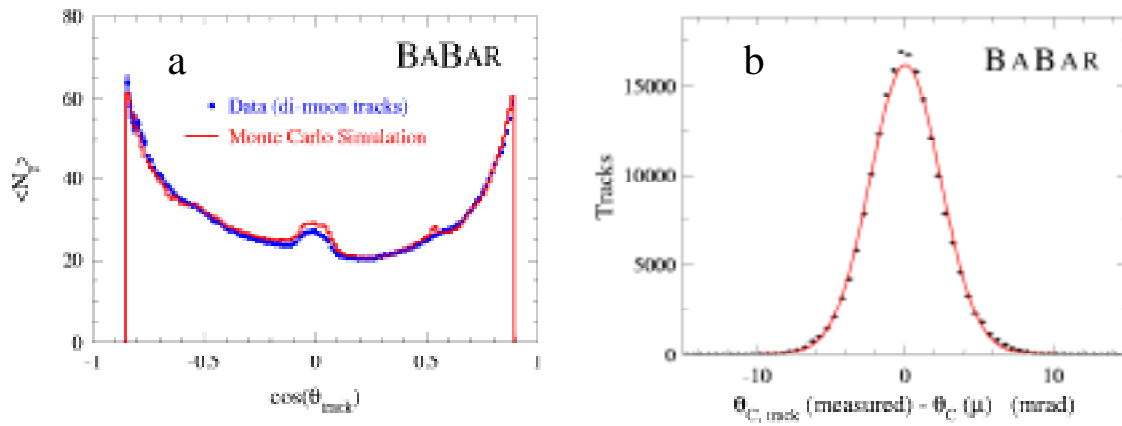 a
BABAR
Data (di-muon tracks)
Monte Carlo Simulation
<Nγ>
80
60
40
20
0
-1
-0.5
0
0.5
1
cos(θtrack)
b
BABAR
Tracks
15000
10000
5000
0
-10
0
10
θC, track (measured) - θC (μ) (mrad)